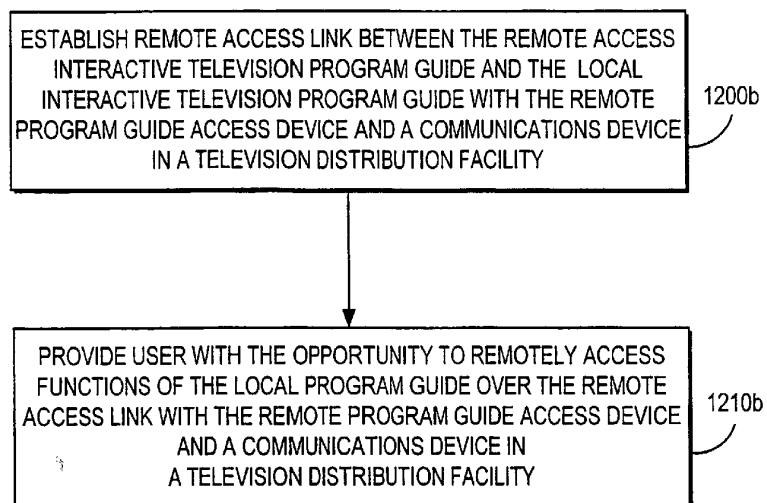 ESTABLISH REMOTE ACCESS LINK BETWEEN THE REMOTE ACCESS
INTERACTIVE TELEVISION PROGRAM GUIDE AND THE LOCAL
INTERACTIVE TELEVISION PROGRAM GUIDE WITH THE REMOTE
PROGRAM GUIDE ACCESS DEVICE AND A COMMUNICATIONS DEVICE
IN A TELEVISION DISTRIBUTION FACILITY
1200b
PROVIDE USER WITH THE OPPORTUNITY TO REMOTELY ACCESS
FUNCTIONS OF THE LOCAL PROGRAM GUIDE OVER THE REMOTE
ACCESS LINK WITH THE REMOTE PROGRAM GUIDE ACCESS DEVICE
AND A COMMUNICATIONS DEVICE IN
A TELEVISION DISTRIBUTION FACILITY
1210b